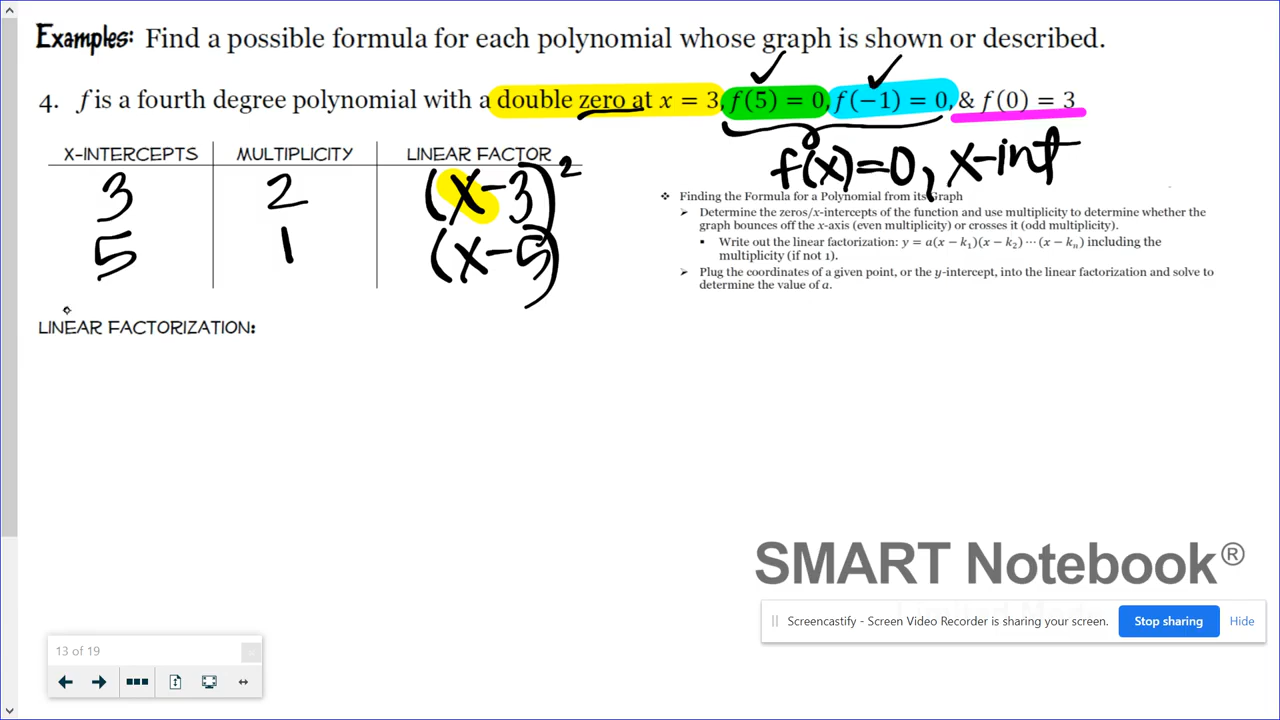 Examples: Find a possible formula for each polynomial whose graph is shown or described.
4. f is a fourth degree polynomial with a double zero at x = 3, f(5) = 0, f(−1) = 0, & f(0) = 3
f(x)=0, x-int
X-INTERCEPTS MULTIPLICITY LINEAR FACTOR
3 2 (x-3)²
5 1 (x-5)
❖ Finding the Formula for a Polynomial from its Graph
➢ Determine the zeros/x-intercepts of the function and use multiplicity to determine whether the
graph bounces off the x-axis (even multiplicity) or crosses it (odd multiplicity).
▪ Write out the linear factorization: y = a(x − k₁)(x − k₂) ⋯ (x − kₙ) including the
multiplicity (if not 1).
➢ Plug the coordinates of a given point, or the y-intercept, into the linear factorization and solve to
determine the value of a.
LINEAR FACTORIZATION:
SMART Notebook®
Screencastify - Screen Video Recorder is sharing your screen. Stop sharing Hide
13 of 19